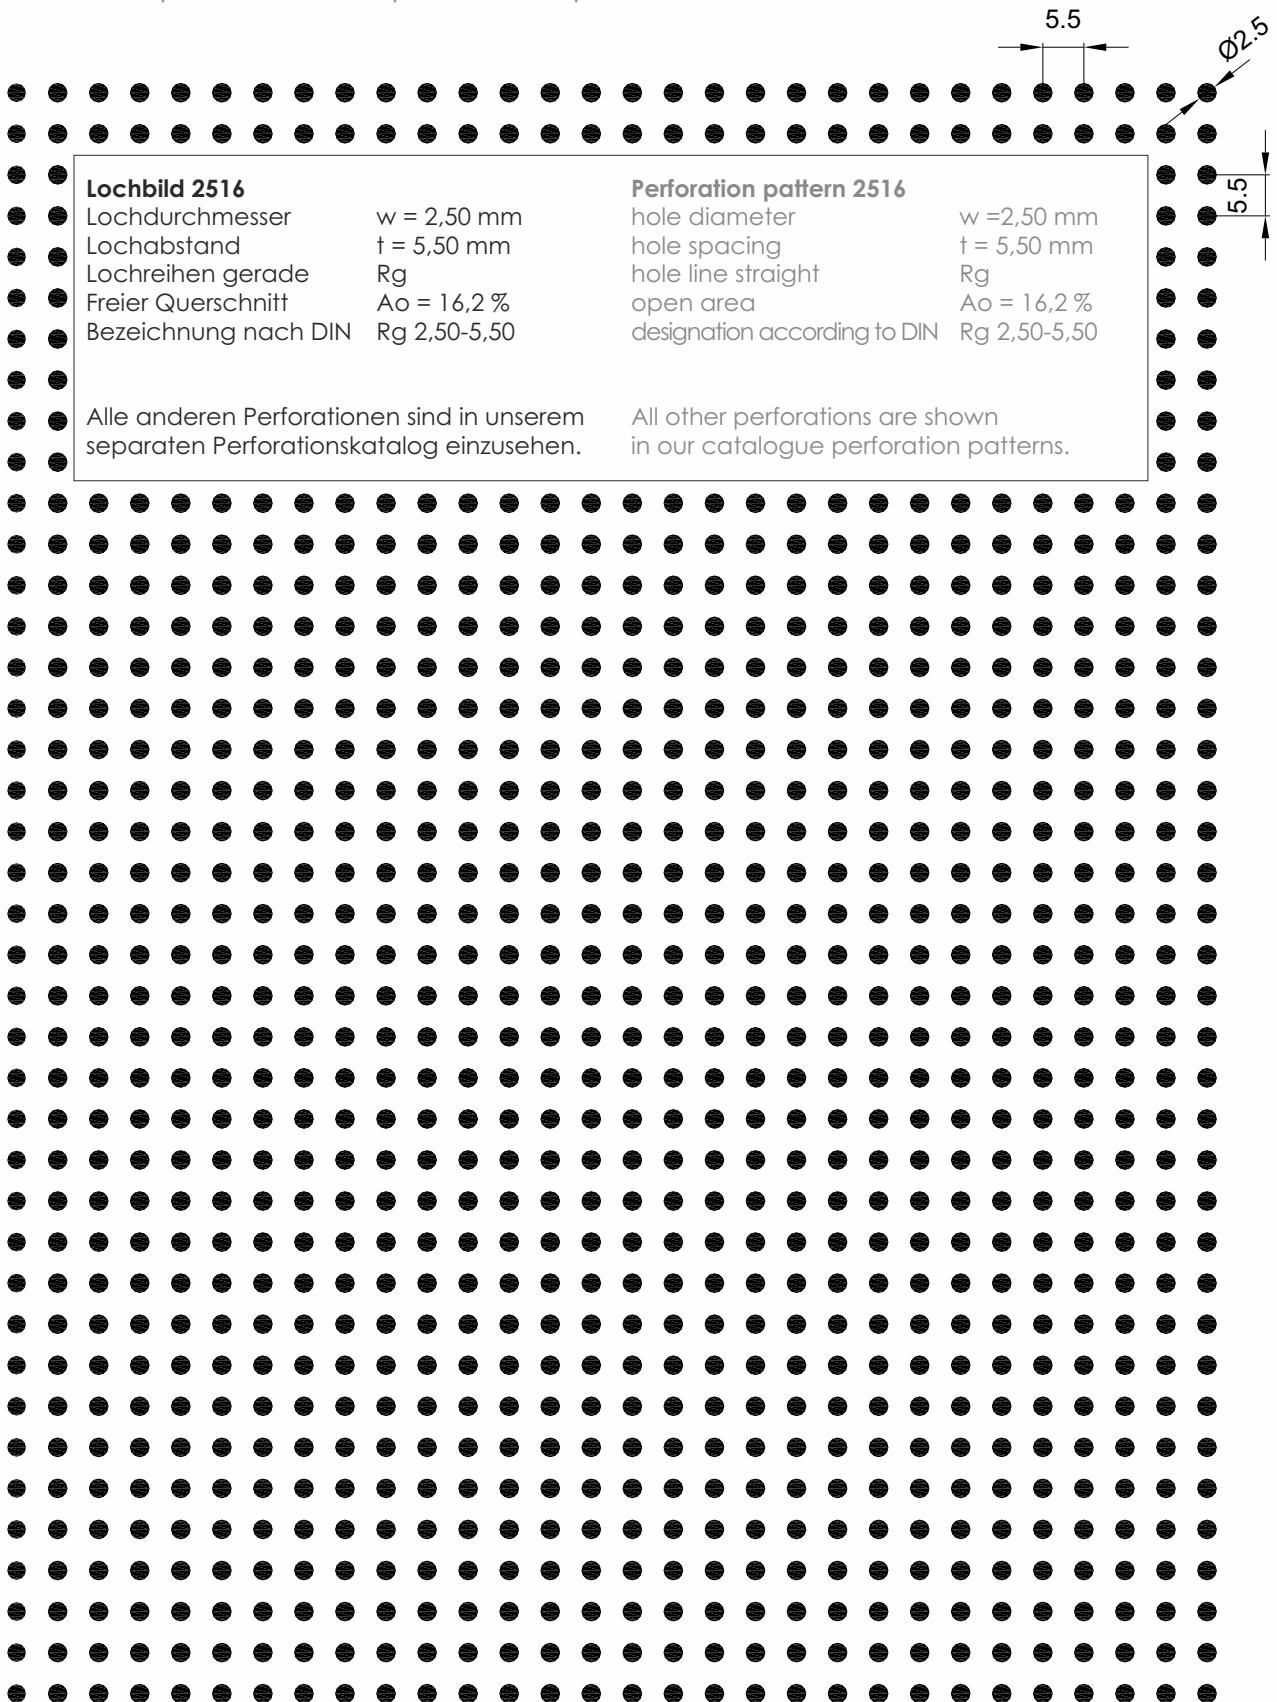 5.5
Ø2.5
5.5
Lochbild 2516
Lochdurchmesser w = 2,50 mm
Lochabstand t = 5,50 mm
Lochreihen gerade Rg
Freier Querschnitt Ao = 16,2 %
Bezeichnung nach DIN Rg 2,50-5,50
Alle anderen Perforationen sind in unserem
separaten Perforationskatalog einzusehen.
Perforation pattern 2516
hole diameter w =2,50 mm
hole spacing t = 5,50 mm
hole line straight Rg
open area Ao = 16,2 %
designation according to DIN Rg 2,50-5,50
All other perforations are shown
in our catalogue perforation patterns.